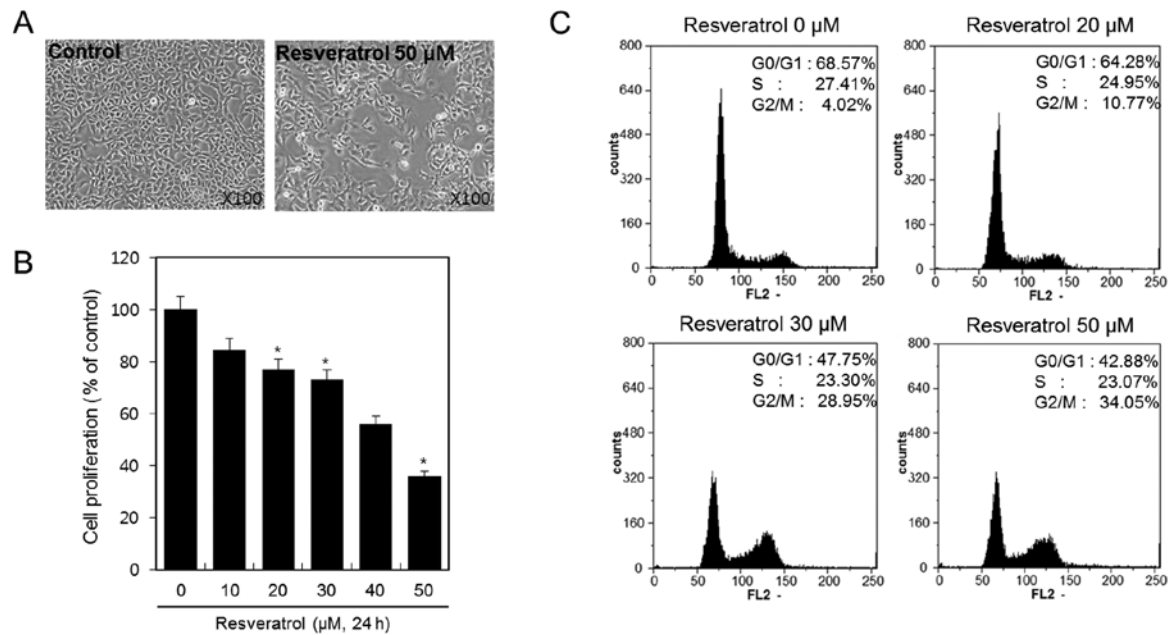 A
Control
X100
Resveratrol 50 µM
X100
B
Cell proliferation (% of control)
120
100
80
60
40
20
0
*
*
*
0 10 20 30 40 50
Resveratrol (µM, 24 h)
C
Resveratrol 0 µM
800
640
480
320
160
0
counts
G0/G1 : 68.57%
S : 27.41%
G2/M : 4.02%
0 50 100 150 200 250
FL2 -
Resveratrol 20 µM
800
640
480
320
160
0
counts
G0/G1 : 64.28%
S : 24.95%
G2/M : 10.77%
0 50 100 150 200 250
FL2 -
Resveratrol 30 µM
800
640
480
320
160
0
counts
G0/G1 : 47.75%
S : 23.30%
G2/M : 28.95%
0 50 100 150 200 250
FL2 -
Resveratrol 50 µM
800
640
480
320
160
0
counts
G0/G1 : 42.88%
S : 23.07%
G2/M : 34.05%
0 50 100 150 200 250
FL2 -